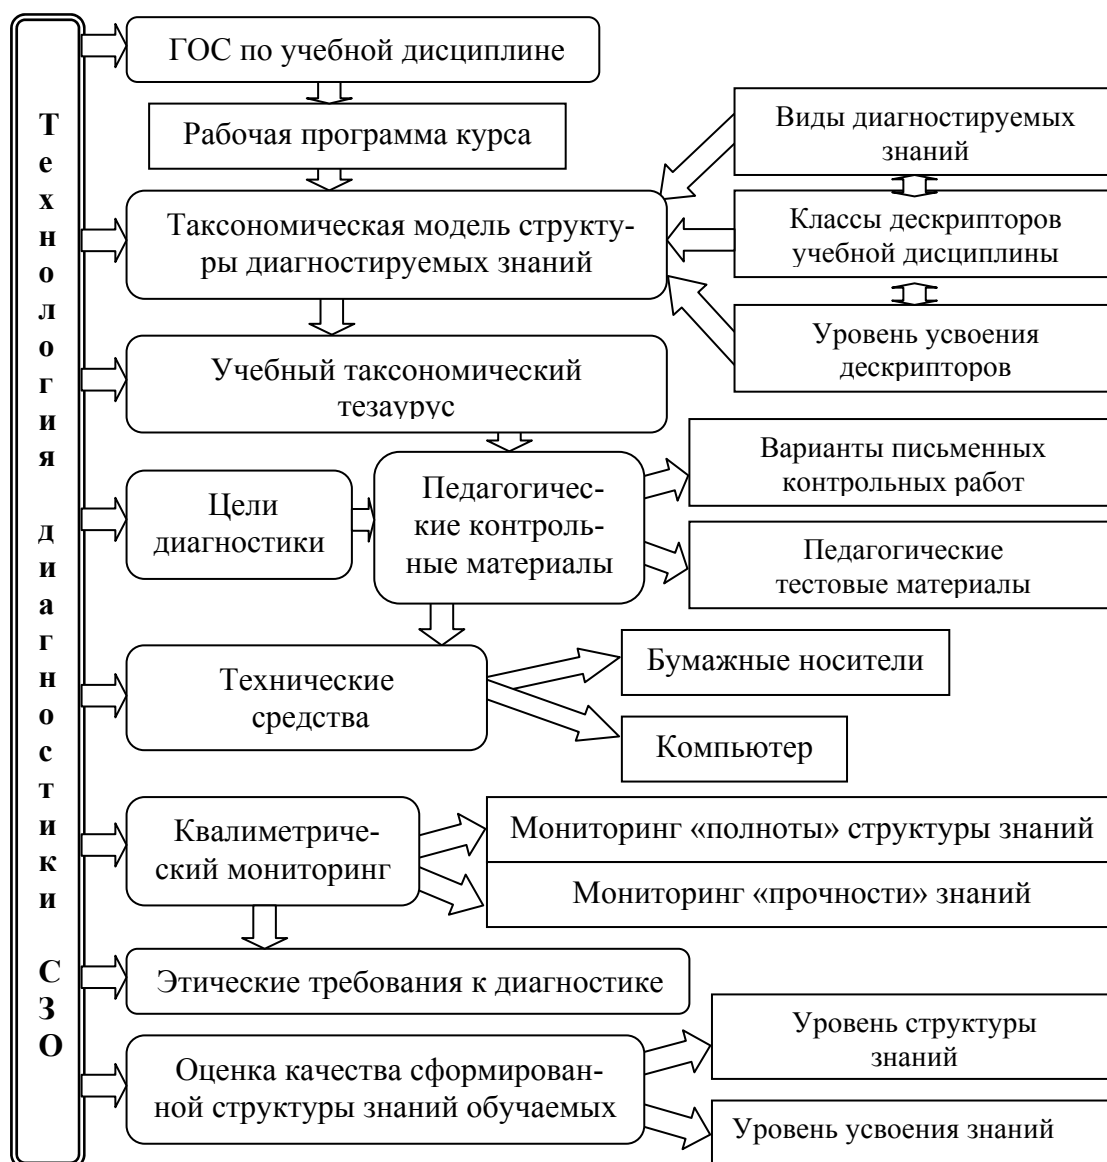 Технология диагностики СЗО
ГОС по учебной дисциплине
Рабочая программа курса
Виды диагностируемых
знаний
Таксономическая модель структу-
ры диагностируемых знаний
Классы дескрипторов
учебной дисциплины
Уровень усвоения
дескрипторов
Учебный таксономический
тезаурус
Цели
диагностики
Педагогичес-
кие контроль-
ные материалы
Варианты письменных
контрольных работ
Педагогические
тестовые материалы
Технические
средства
Бумажные носители
Компьютер
Квалиметричес-
кий мониторинг
Мониторинг «полноты» структуры знаний
Мониторинг «прочности» знаний
Этические требования к диагностике
Оценка качества сформирован-
ной структуры знаний обучаемых
Уровень структуры
знаний
Уровень усвоения знаний